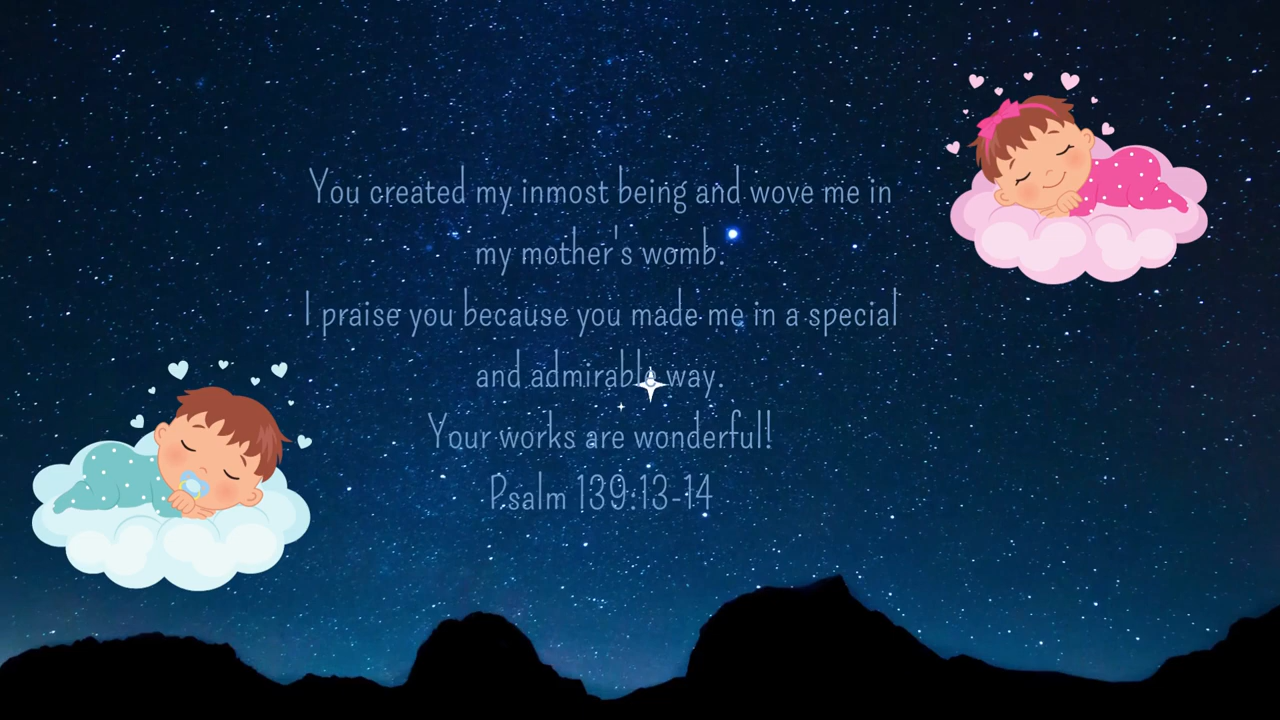 You created my inmost being and wove me in
my mother's womb.
I praise you because you made me in a special
and admirable way.
Your works are wonderful!
Psalm 139:13-14